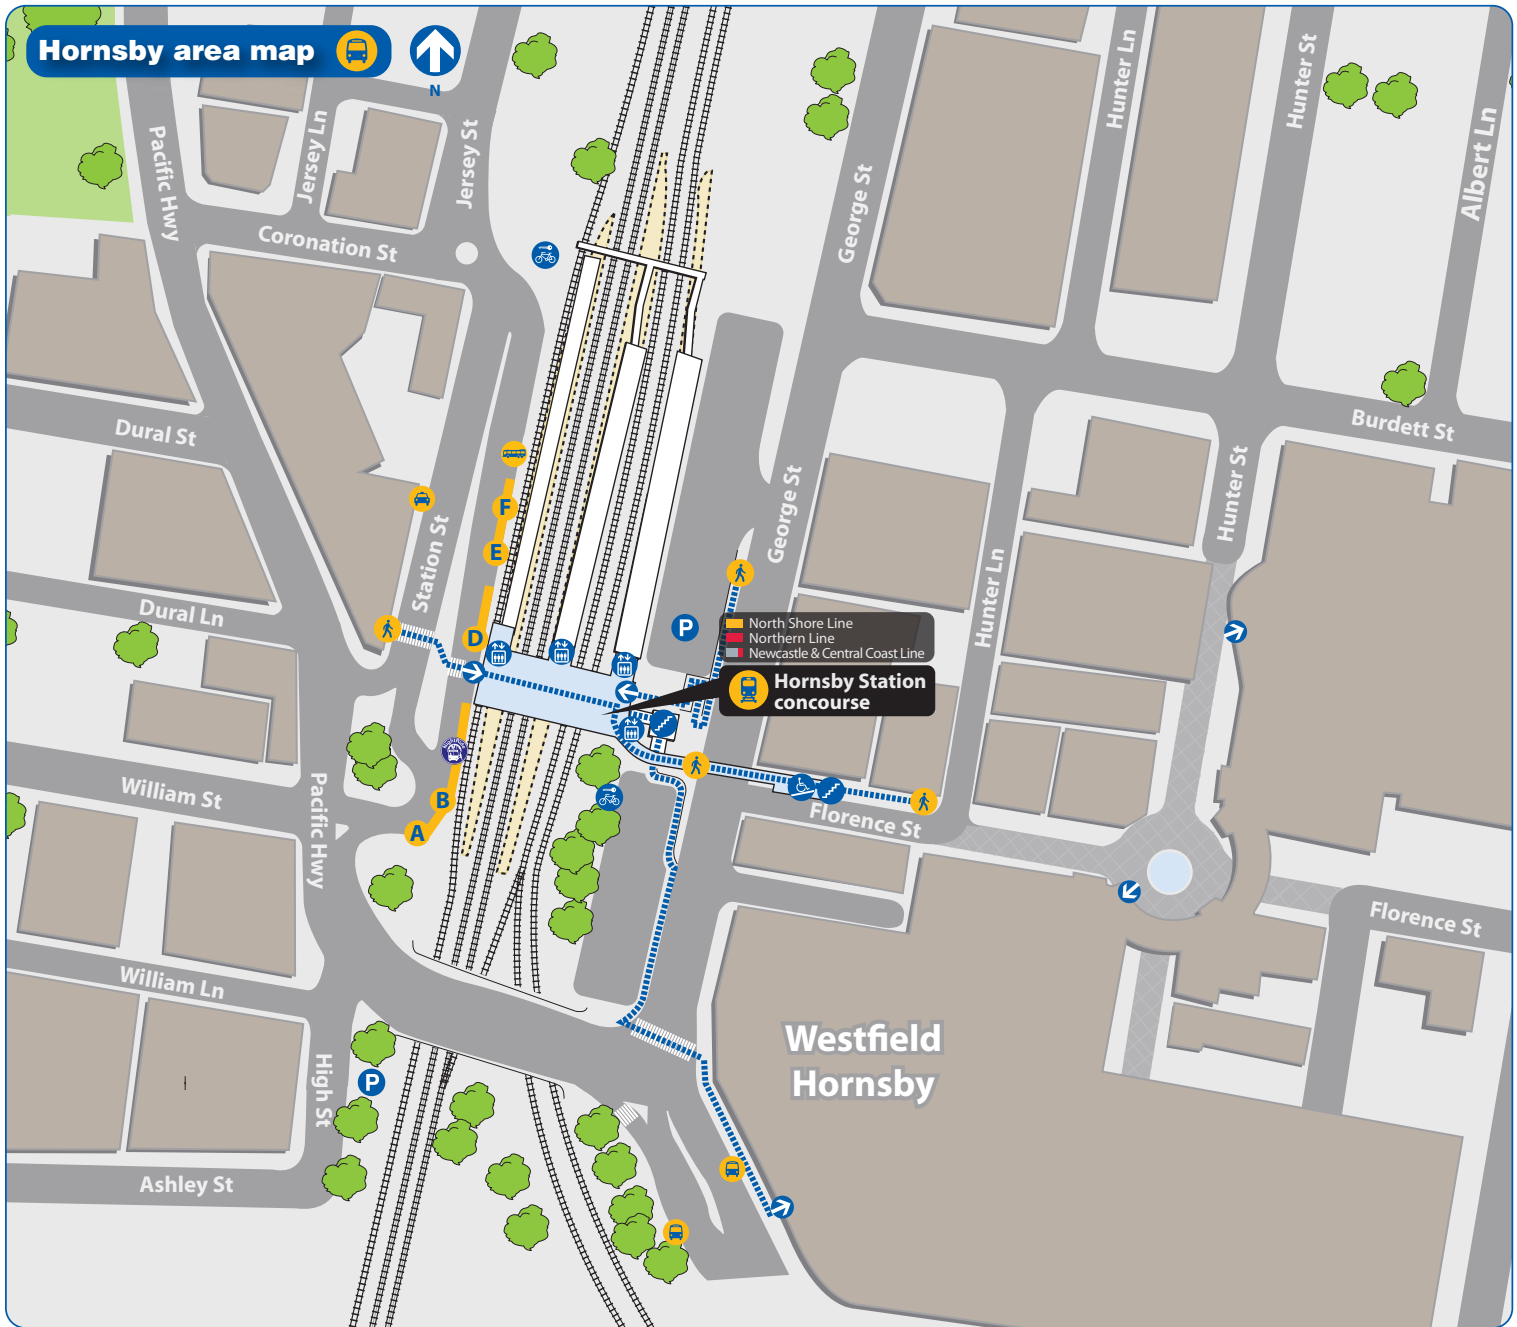 Hornsby area map
N
Pacific Hwy
Jersey Ln
Jersey St
Coronation St
George St
Hunter Ln
Hunter St
Albert Ln
Dural St
Burdett St
Station St
F
E
D
George St
Hunter Ln
Hunter St
Dural Ln
P
North Shore Line
Northern Line
Newcastle & Central Coast Line
Hornsby Station
concourse
William St
Pacific Hwy
B
A
Florence St
Florence St
William Ln
Westfield
Hornsby
High St
P
Ashley St